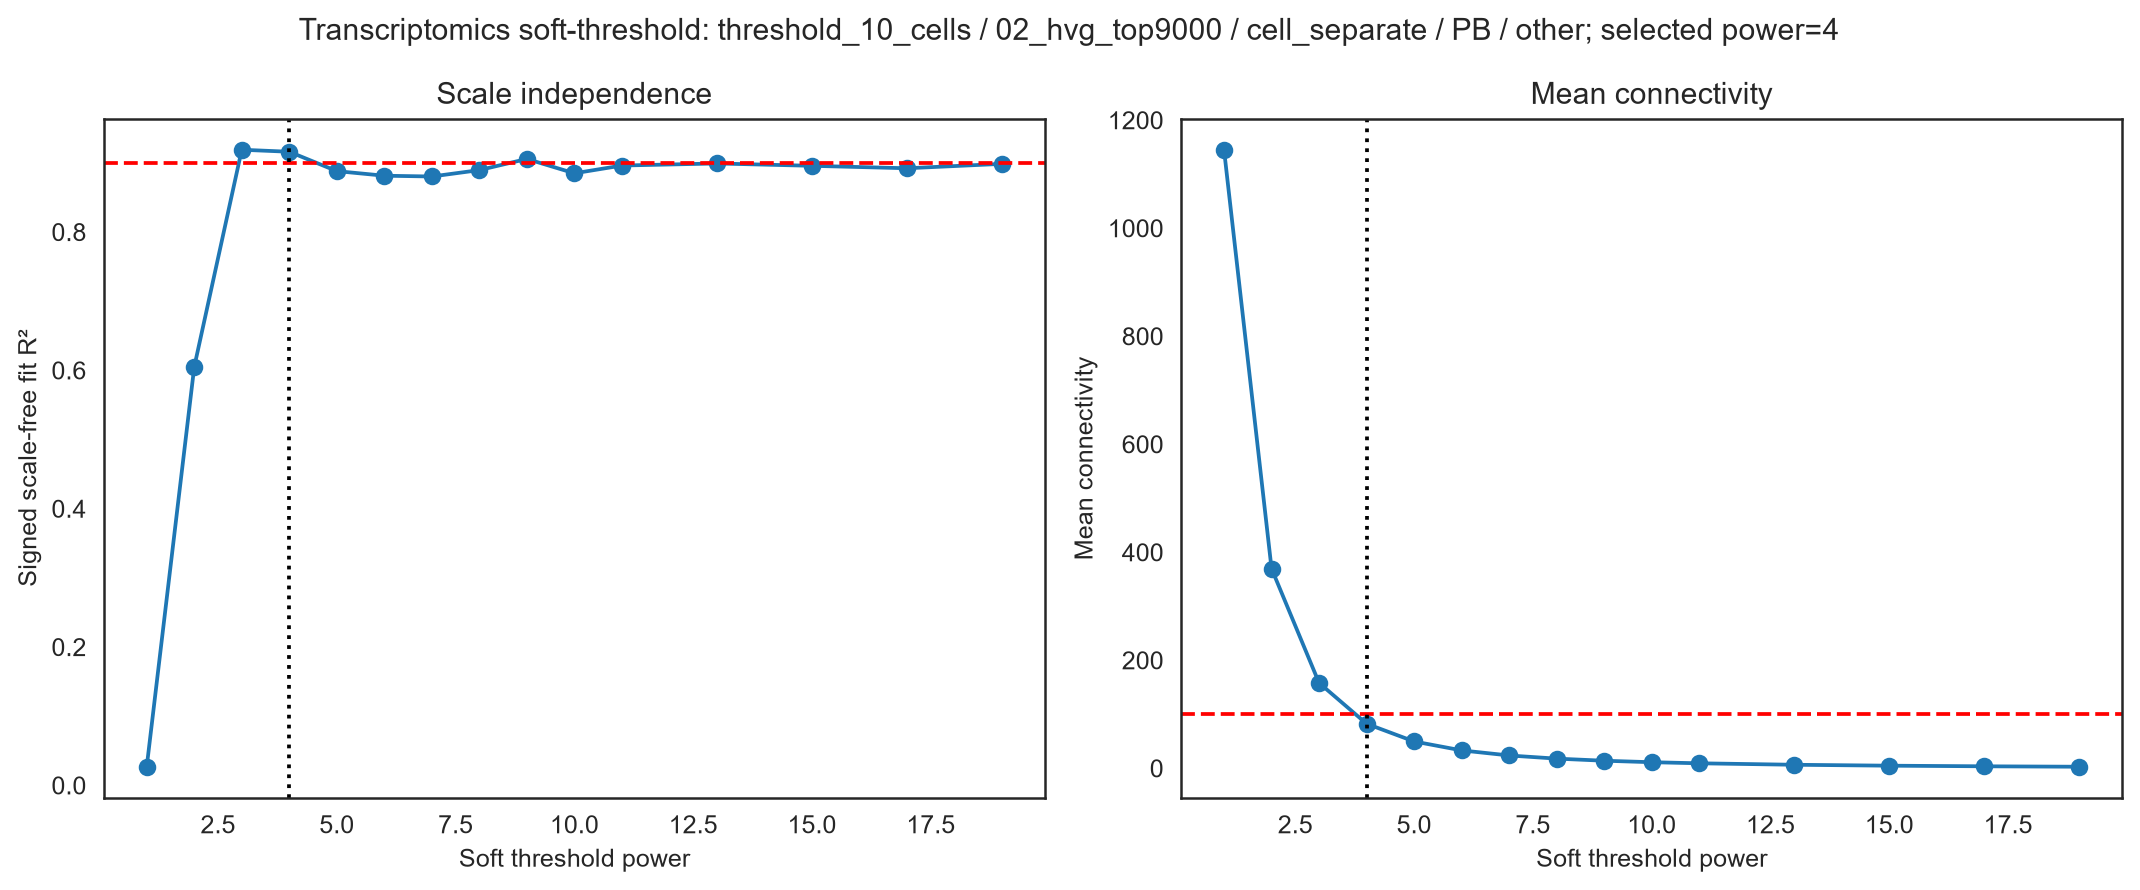 Transcriptomics soft-threshold: threshold_10_cells / 02_hvg_top9000 / cell_separate / PB / other; selected power=4
Scale independence
Signed scale-free fit R²
0.8
0.6
0.4
0.2
0.0
2.5 5.0 7.5 10.0 12.5 15.0 17.5
Soft threshold power
Mean connectivity
Mean connectivity
1200
1000
800
600
400
200
0
2.5 5.0 7.5 10.0 12.5 15.0 17.5
Soft threshold power